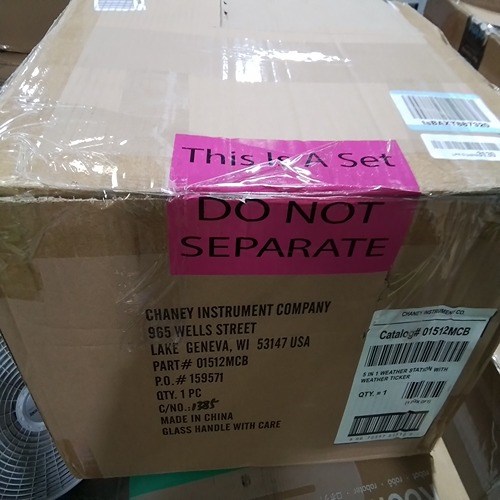 This Is A Set
DO NOT
SEPARATE
CHANEY INSTRUMENT COMPANY
965 WELLS STREET
LAKE GENEVA, WI 53147 USA
PART# 01512MCB
P.O. # 159571
QTY. 1 PC
C/NO.: 1385
MADE IN CHINA
GLASS HANDLE WITH CARE
CHANEY INSTRUMENT CO.
Catalog# 01512MCB
5 IN 1 WEATHER STATION WITH
WEATHER TICKER
QTY. = 1